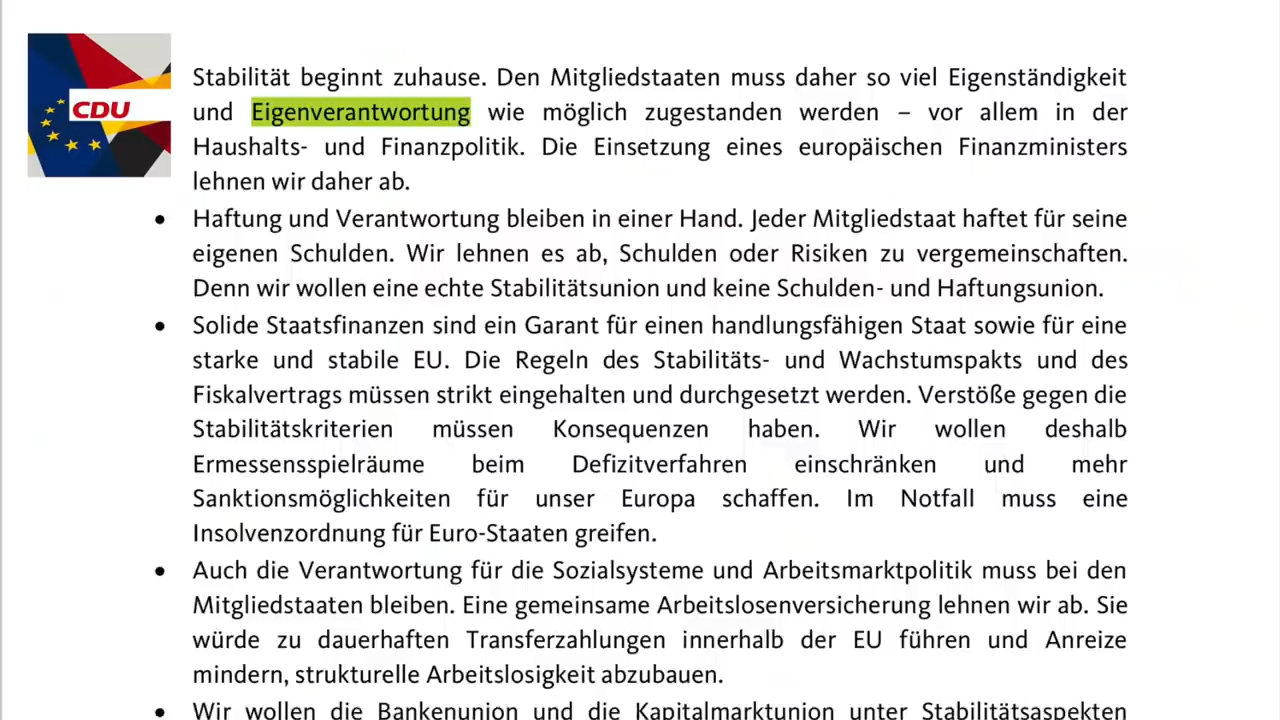 CDU
Stabilität beginnt zuhause. Den Mitgliedstaaten muss daher so viel Eigenständigkeit
und Eigenverantwortung wie möglich zugestanden werden – vor allem in der
Haushalts- und Finanzpolitik. Die Einsetzung eines europäischen Finanzministers
lehnen wir daher ab.
• Haftung und Verantwortung bleiben in einer Hand. Jeder Mitgliedstaat haftet für seine
eigenen Schulden. Wir lehnen es ab, Schulden oder Risiken zu vergemeinschaften.
Denn wir wollen eine echte Stabilitätsunion und keine Schulden- und Haftungsunion.
• Solide Staatsfinanzen sind ein Garant für einen handlungsfähigen Staat sowie für eine
starke und stabile EU. Die Regeln des Stabilitäts- und Wachstumspakts und des
Fiskalvertrags müssen strikt eingehalten und durchgesetzt werden. Verstöße gegen die
Stabilitätskriterien müssen Konsequenzen haben. Wir wollen deshalb
Ermessensspielräume beim Defizitverfahren einschränken und mehr
Sanktionsmöglichkeiten für unser Europa schaffen. Im Notfall muss eine
Insolvenzordnung für Euro-Staaten greifen.
• Auch die Verantwortung für die Sozialsysteme und Arbeitsmarktpolitik muss bei den
Mitgliedstaaten bleiben. Eine gemeinsame Arbeitslosenversicherung lehnen wir ab. Sie
würde zu dauerhaften Transferzahlungen innerhalb der EU führen und Anreize
mindern, strukturelle Arbeitslosigkeit abzubauen.
• Wir wollen die Bankenunion und die Kapitalmarktunion unter Stabilitätsaspekten